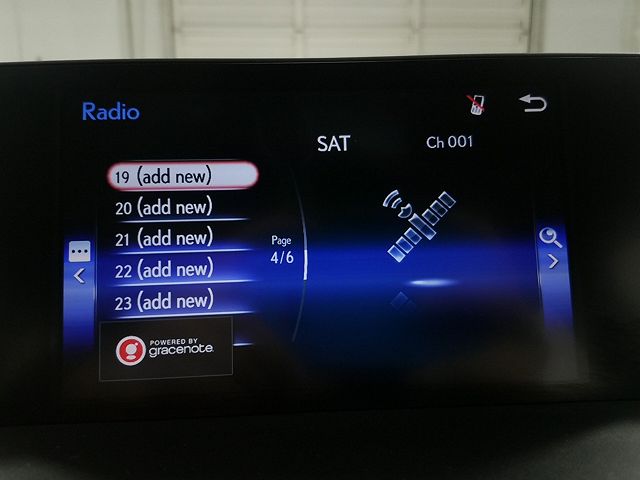 Radio
SAT
Ch 001
19 (add new)
20 (add new)
21 (add new)
22 (add new)
23 (add new)
Page
4/6
POWERED BY
gracenote.